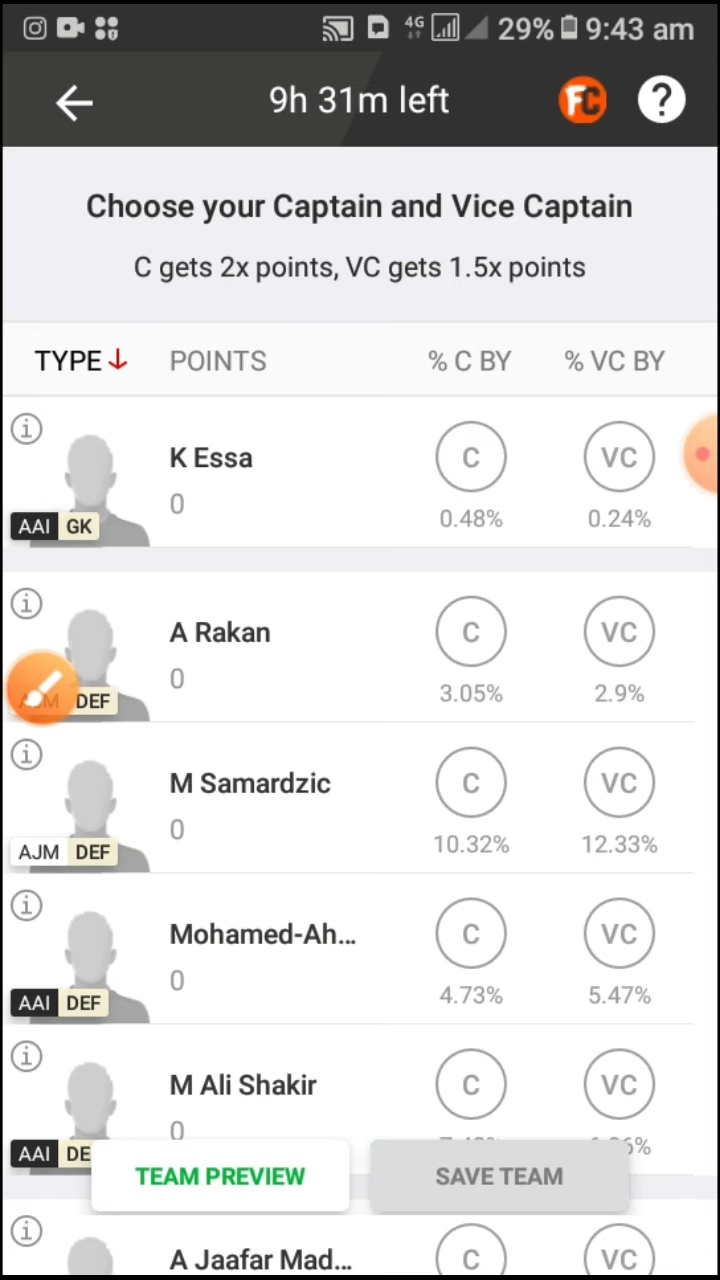 4G 29% 9:43 am
9h 31m left FC ?
Choose your Captain and Vice Captain
C gets 2x points, VC gets 1.5x points
TYPE POINTS % C BY % VC BY
K Essa C VC
0 0.48% 0.24%
AAI GK
A Rakan C VC
0 3.05% 2.9%
DEF
M Samardzic C VC
0 10.32% 12.33%
AJM DEF
Mohamed-Ah... C VC
0 4.73% 5.47%
AAI DEF
M Ali Shakir C VC
0
AAI DE
TEAM PREVIEW SAVE TEAM
A Jaafar Mad... C VC